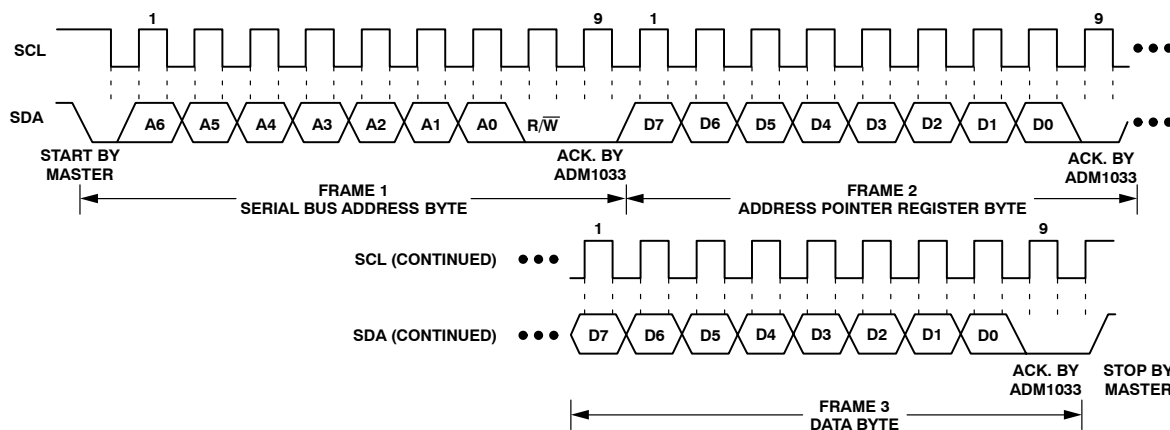 1 9 1 9
SCL
SDA
A6 A5 A4 A3 A2 A1 A0 R/W̅ D7 D6 D5 D4 D3 D2 D1 D0
START BY
MASTER
ACK. BY
ADM1033
ACK. BY
ADM1033
FRAME 1
SERIAL BUS ADDRESS BYTE
FRAME 2
ADDRESS POINTER REGISTER BYTE
1 9
SCL (CONTINUED)
SDA (CONTINUED)
D7 D6 D5 D4 D3 D2 D1 D0
ACK. BY
ADM1033
STOP BY
MASTER
FRAME 3
DATA BYTE